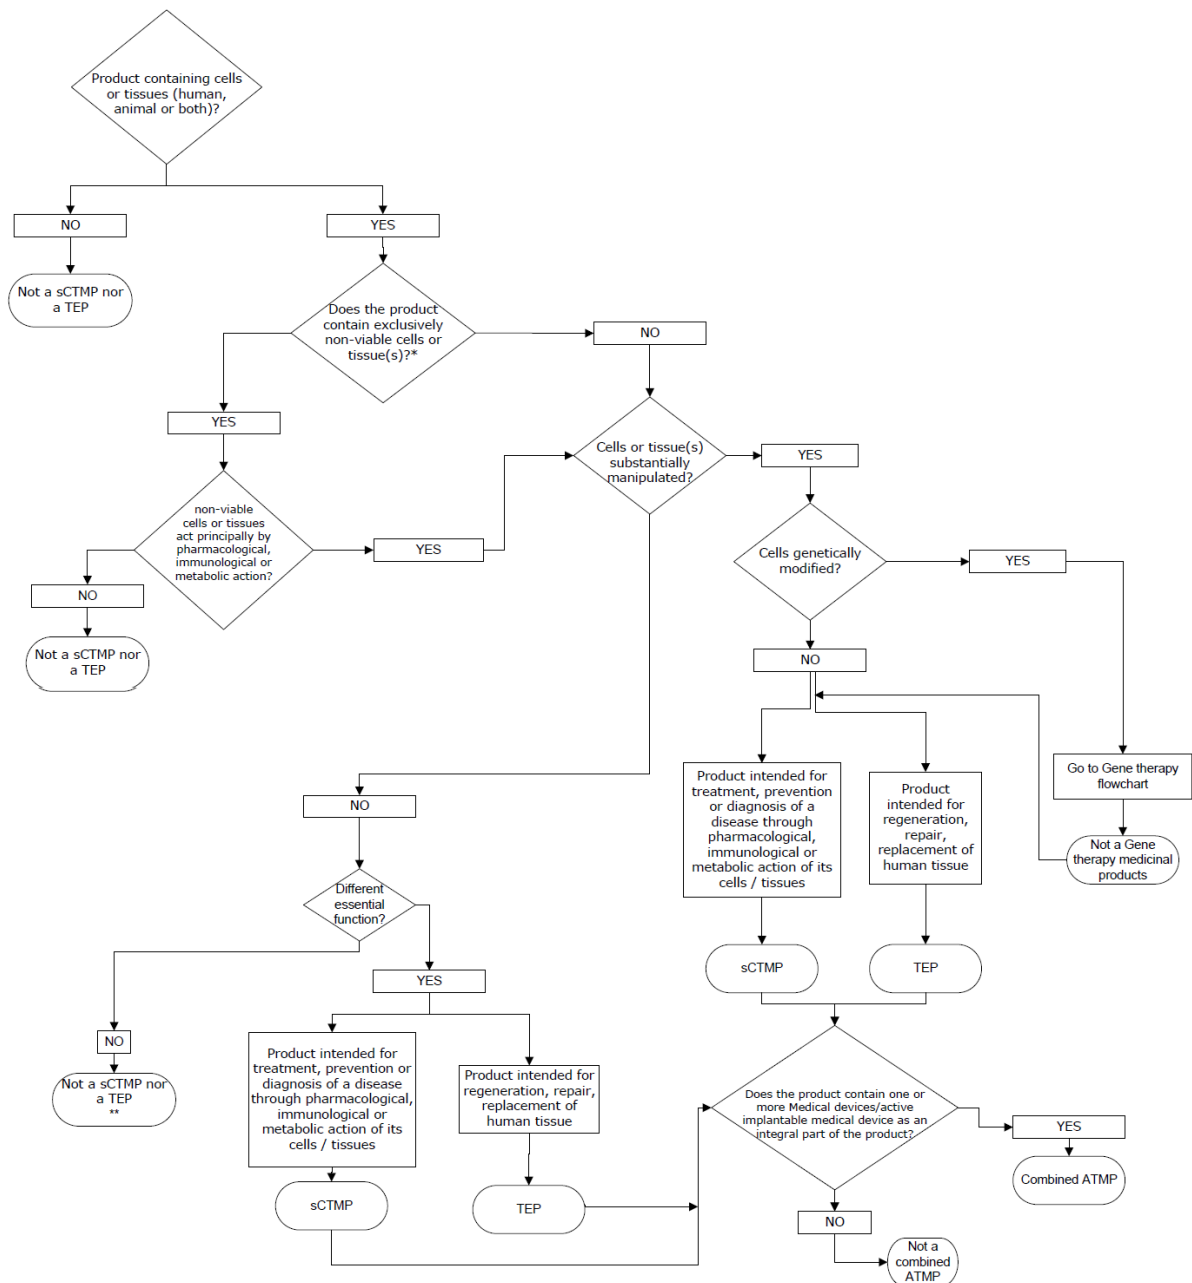 Product containing cells
or tissues (human,
animal or both)?
NO
YES
Not a sCTMP nor
a TEP
Does the product
contain exclusively
non-viable cells or
tissue(s)?*
NO
YES
Cells or tissue(s)
substantially
manipulated?
YES
non-viable
cells or tissues
act principally by
pharmacological,
immunological or
metabolic action?
YES
Cells genetically
modified?
YES
NO
Not a sCTMP nor
a TEP
NO
Product intended for
treatment, prevention
or diagnosis of a
disease through
pharmacological,
immunological or
metabolic action of its
cells / tissues
Product
intended for
regeneration,
repair,
replacement of
human tissue
Go to Gene therapy
flowchart
Not a Gene
therapy medicinal
products
NO
Different
essential
function?
YES
sCTMP
TEP
NO
Not a sCTMP nor
a TEP
**
Product intended for
treatment, prevention or
diagnosis of a disease
through pharmacological,
immunological or
metabolic action of its
cells / tissues
Product intended for
regeneration, repair,
replacement of
human tissue
Does the product contain one or
more Medical devices/active
implantable medical device as an
integral part of the product?
YES
Combined ATMP
sCTMP
TEP
NO
Not a
combined
ATMP